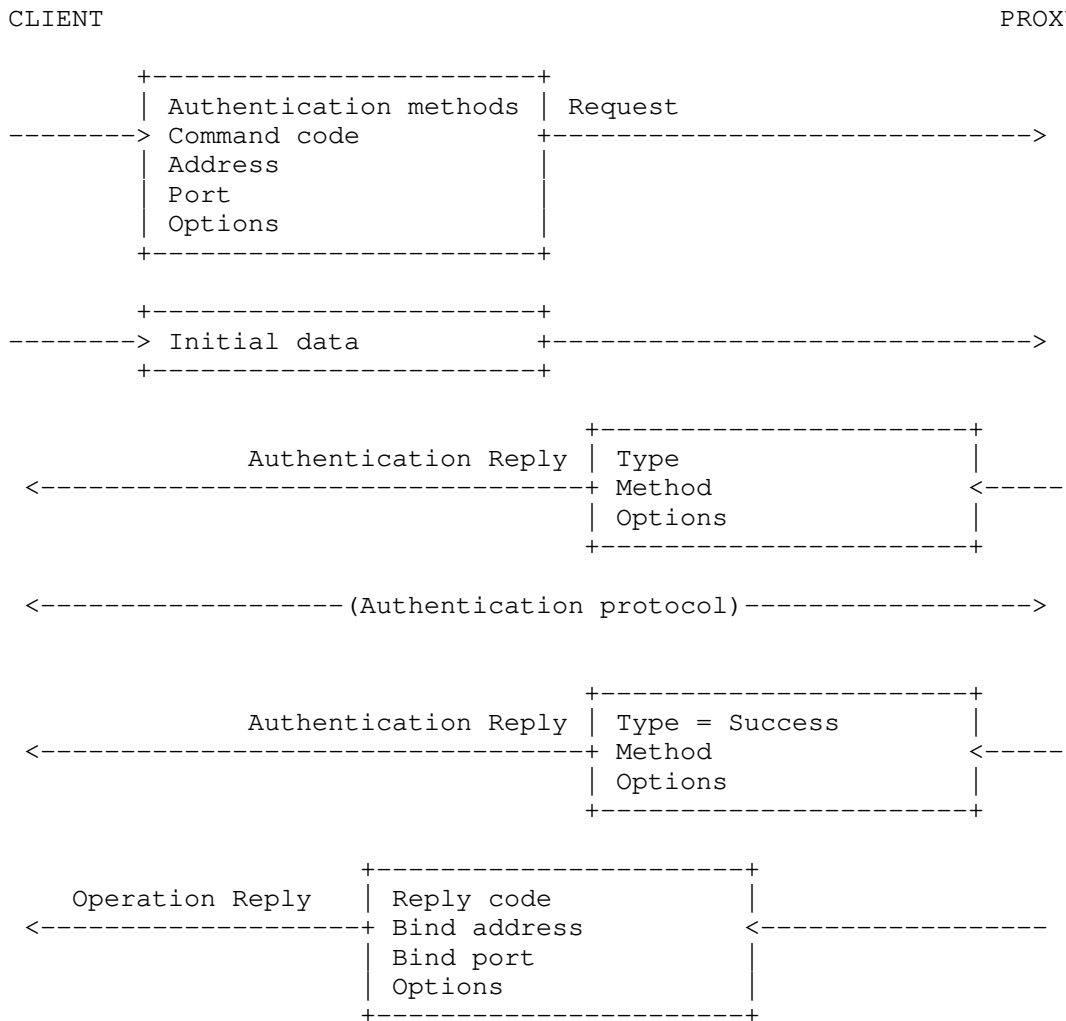 CLIENT PROX
Authentication methods Request
Command code
Address
Port
Options
Initial data
Authentication Reply Type
Method
Options
(Authentication protocol)
Authentication Reply Type = Success
Method
Options
Operation Reply Reply code
Bind address
Bind port
Options